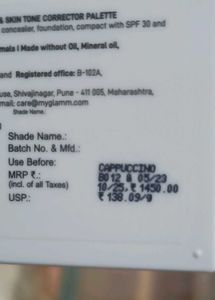 & SKIN TONE CORRECTOR PALETTE
concealer, foundation, compact with SPF 30 and
Made without Oil, Mineral oil,
and Registered office: B-102A,
Shivajinagar, Pune - 411 005, Maharashtra,
care@myglamm.com
Shade Name:
Shade Name.:
Batch No. & Mfd.:
Use Before:
MRP ₹.:
(incl. of all Taxes)
USP.:
CAPPUCCINO
B012 & 05/23
10/25, ₹ 1450.00
₹ 138.09/g